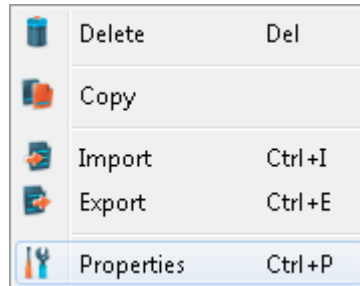 Delete Del
Copy
Import Ctrl+I
Export Ctrl+E
Properties Ctrl+P